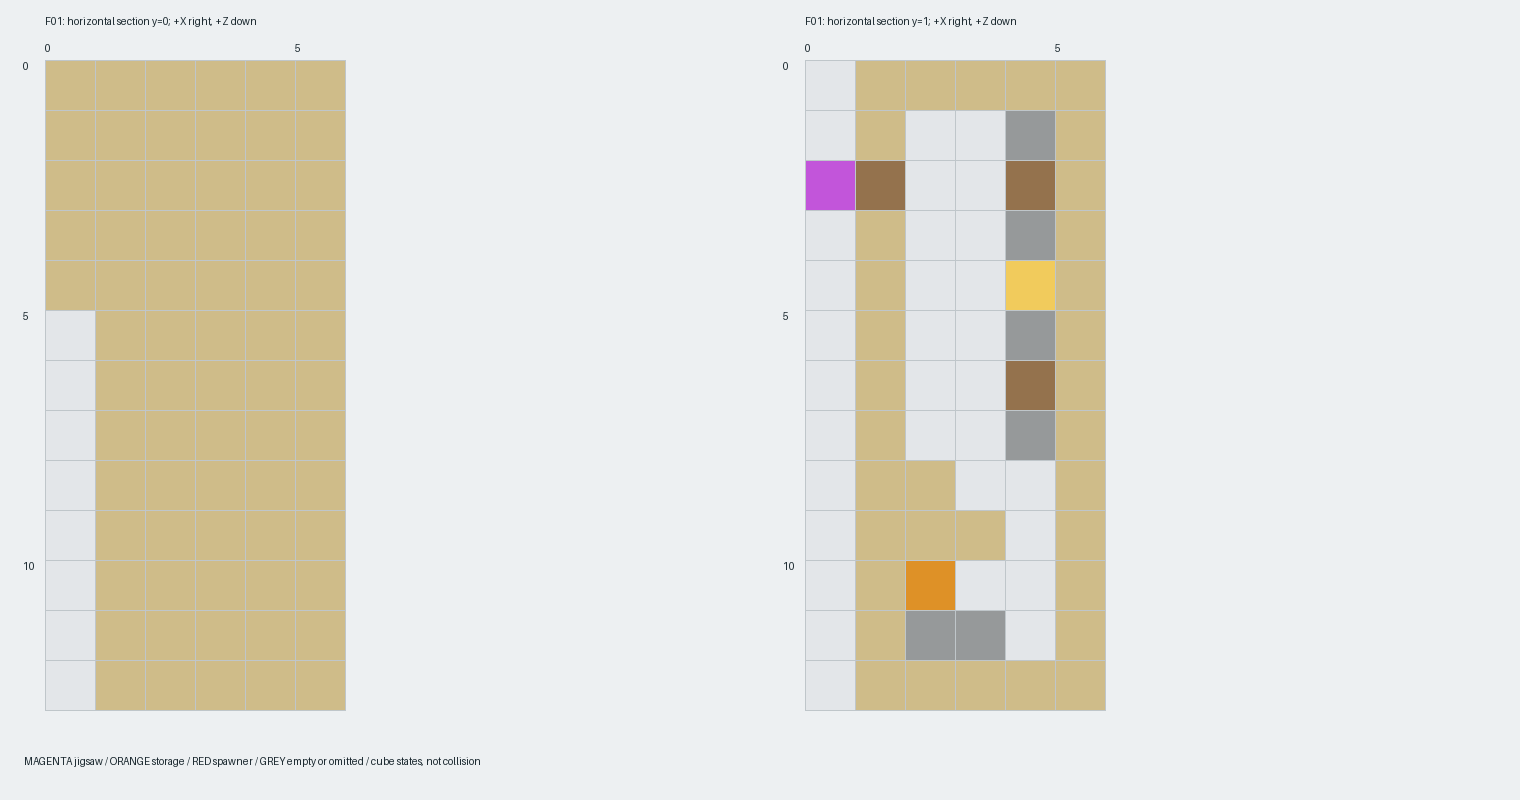 F01: horizontal section y=0; +X right, +Z down
F01: horizontal section y=1; +X right, +Z down
0 5
0 5
0
5
10
0
5
10
MAGENTA jigsaw / ORANGE storage / RED spawner / GREY empty or omitted / cube states, not collision